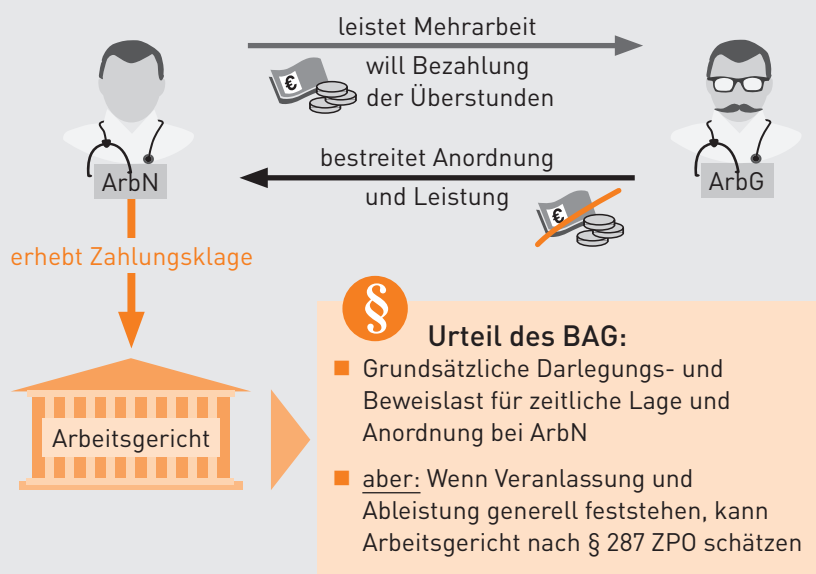 leistet Mehrarbeit
will Bezahlung
der Überstunden
€
ArbN
ArbG
bestreitet Anordnung
und Leistung
€
erhebt Zahlungsklage
Arbeitsgericht
§
Urteil des BAG:
■ Grundsätzliche Darlegungs- und
Beweislast für zeitliche Lage und
Anordnung bei ArbN
■ aber: Wenn Veranlassung und
Ableistung generell feststehen, kann
Arbeitsgericht nach § 287 ZPO schätzen